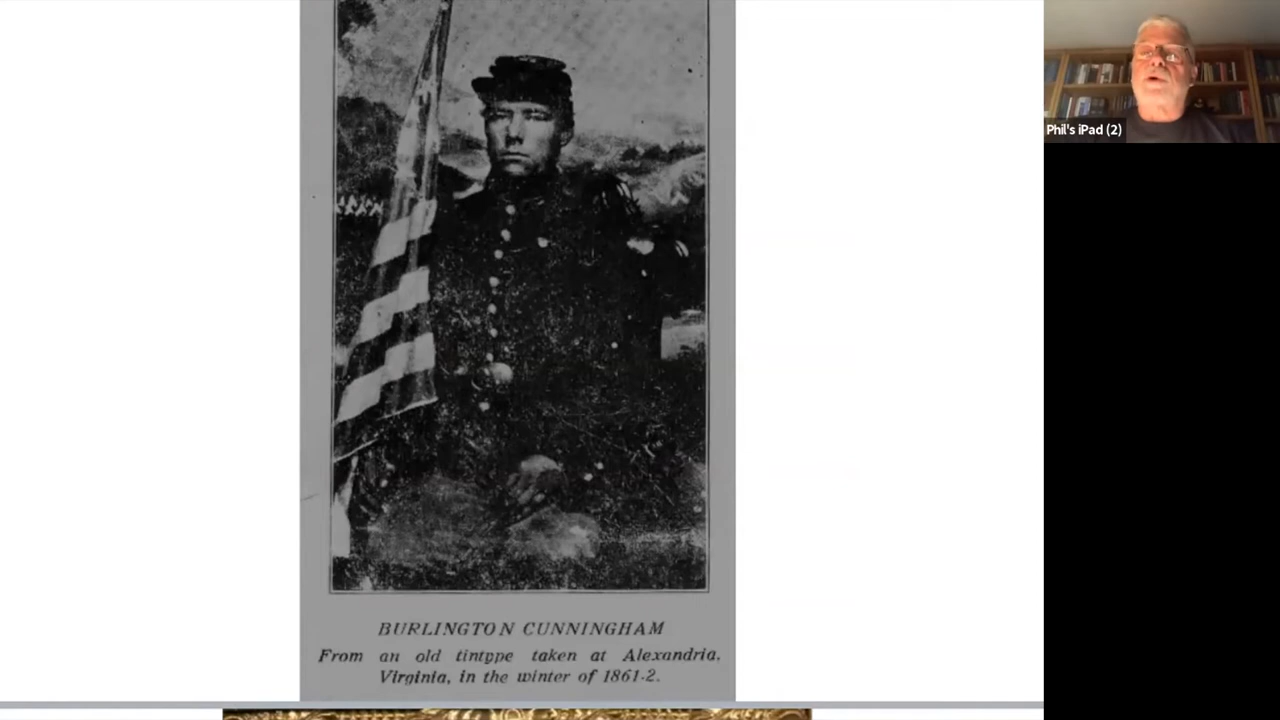 Phil's iPad (2)
BURLINGTON CUNNINGHAM
From an old tintype taken at Alexandria,
Virginia, in the winter of 1861-2.